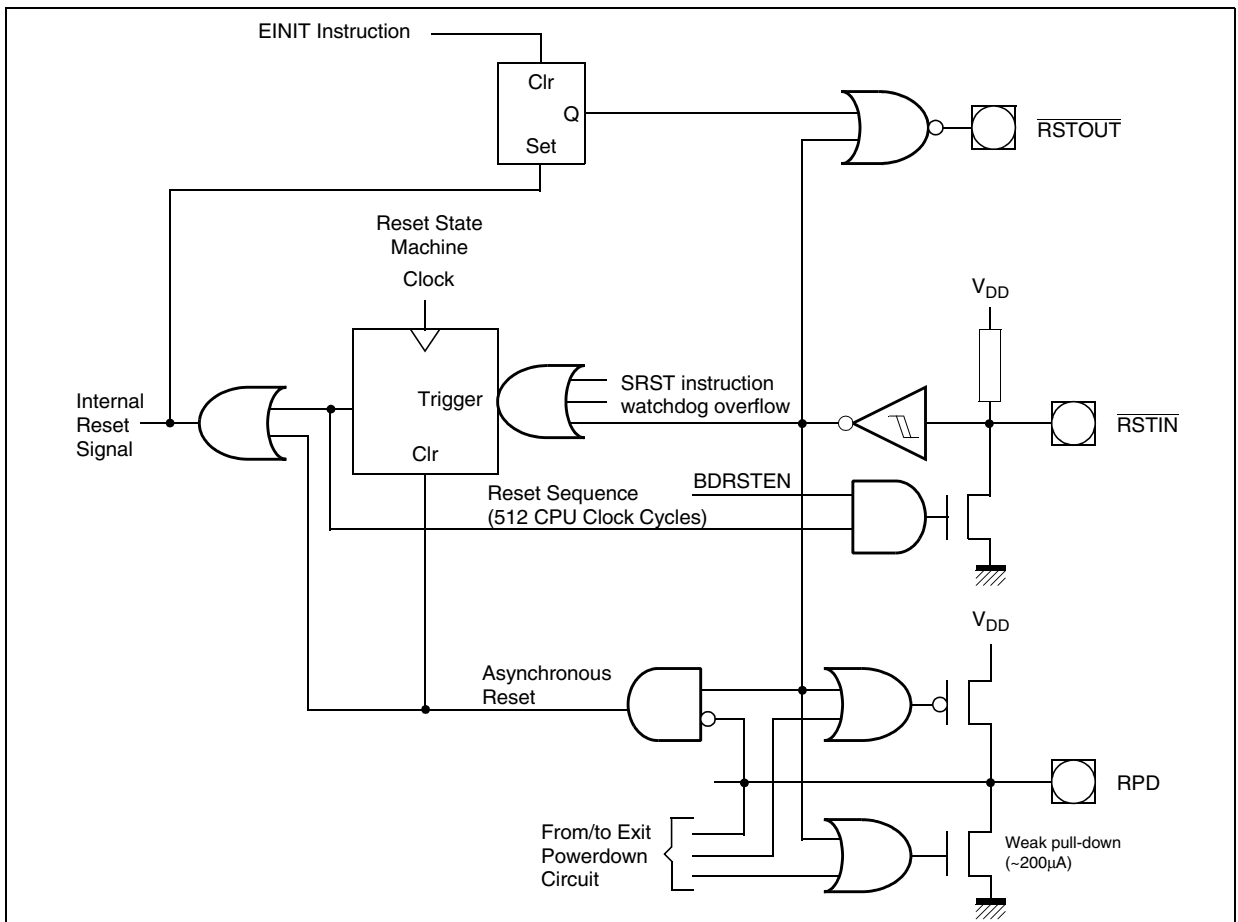 EINIT Instruction
Clr
Q
Set
RSTOUT
Reset State
Machine
Clock
VDD
Internal
Reset
Signal
Trigger
Clr
SRST instruction
watchdog overflow
RSTIN
BDRSTEN
Reset Sequence
(512 CPU Clock Cycles)
VDD
Asynchronous
Reset
RPD
From/to Exit
Powerdown
Circuit
Weak pull-down
(~200µA)